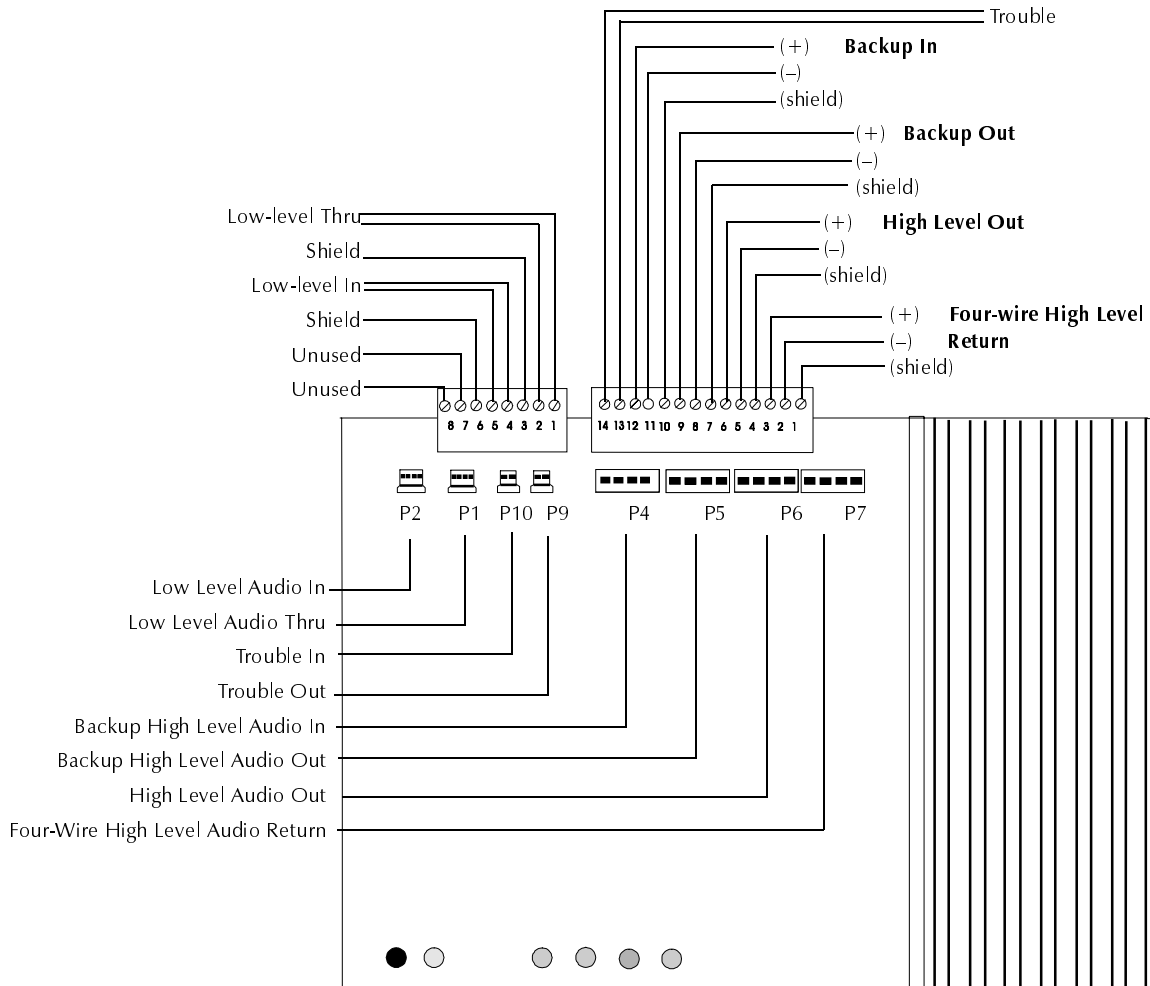 Trouble
(+) Backup In
(–)
(shield)
(+) Backup Out
(–)
(shield)
Low-level Thru
(+) High Level Out
Shield
(–)
(shield)
Low-level In
Shield
(+) Four-wire High Level
(–) Return
(shield)
Unused
Unused
8 7 6 5 4 3 2 1
14 13 12 11 10 9 8 7 6 5 4 3 2 1
P2 P1 P10 P9 P4 P5 P6 P7
Low Level Audio In
Low Level Audio Thru
Trouble In
Trouble Out
Backup High Level Audio In
Backup High Level Audio Out
High Level Audio Out
Four-Wire High Level Audio Return